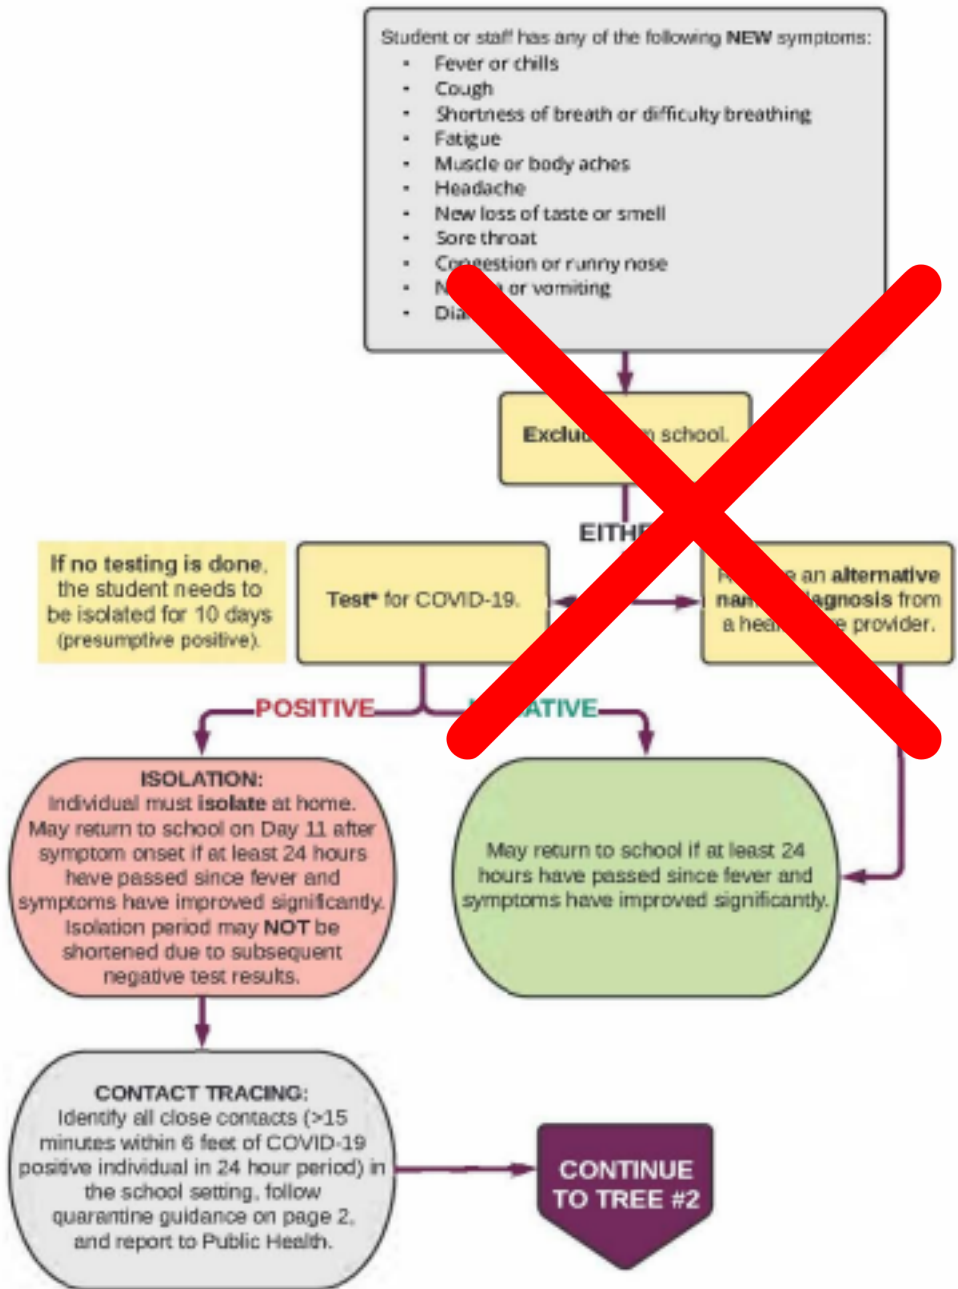 Student or staff has any of the following NEW symptoms:
• Fever or chills
• Cough
• Shortness of breath or difficulty breathing
• Fatigue
• Muscle or body aches
• Headache
• New loss of taste or smell
• Sore throat
• Congestion or runny nose
• or vomiting
•
school.
If no testing is done,
the student needs to
be isolated for 10 days
(presumptive positive).
Test* for COVID-19.
an alternative
from
a provider.
POSITIVE
ISOLATION:
Individual must isolate at home.
May return to school on Day 11 after
symptom onset if at least 24 hours
have passed since fever and
symptoms have improved significantly.
Isolation period may NOT be
shortened due to subsequent
negative test results.
May return to school if at least 24
hours have passed since fever and
symptoms have improved significantly.
CONTACT TRACING:
Identify all close contacts (>15
minutes within 6 feet of COVID-19
positive individual in 24 hour period) in
the school setting, follow
quarantine guidance on page 2,
and report to Public Health.
CONTINUE
TO TREE #2